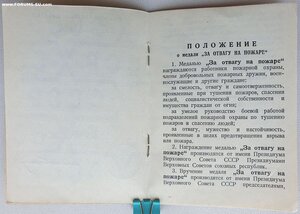 www.FORUMS-SU.com
ПОЛОЖЕНИЕ
о медали „ЗА ОТВАГУ НА ПОЖАРЕ“
1. Медалью „За отвагу на пожаре“
награждаются работники пожарной охраны,
члены добровольных пожарных дружин, воен-
нослужащие и другие граждане:
за смелость, отвагу и самоотверженность,
проявленные при тушении пожаров, спасении
людей, социалистической собственности и
имущества граждан от огня;
за умелое руководство боевой работой
подразделений пожарной охраны по тушению
пожаров и спасению людей;
за отвагу, мужество и настойчивость,
проявленные в целях предотвращения взрыва
или пожара.
2. Награждение медалью „За отвагу на
пожаре“ производится от имени Президиума
Верховного Совета СССР Президиумами
Верховных Советов союзных республик.
3. Вручение медали „За отвагу на
пожаре“ производится от имени Президиума
Верховного Совета СССР председателями,